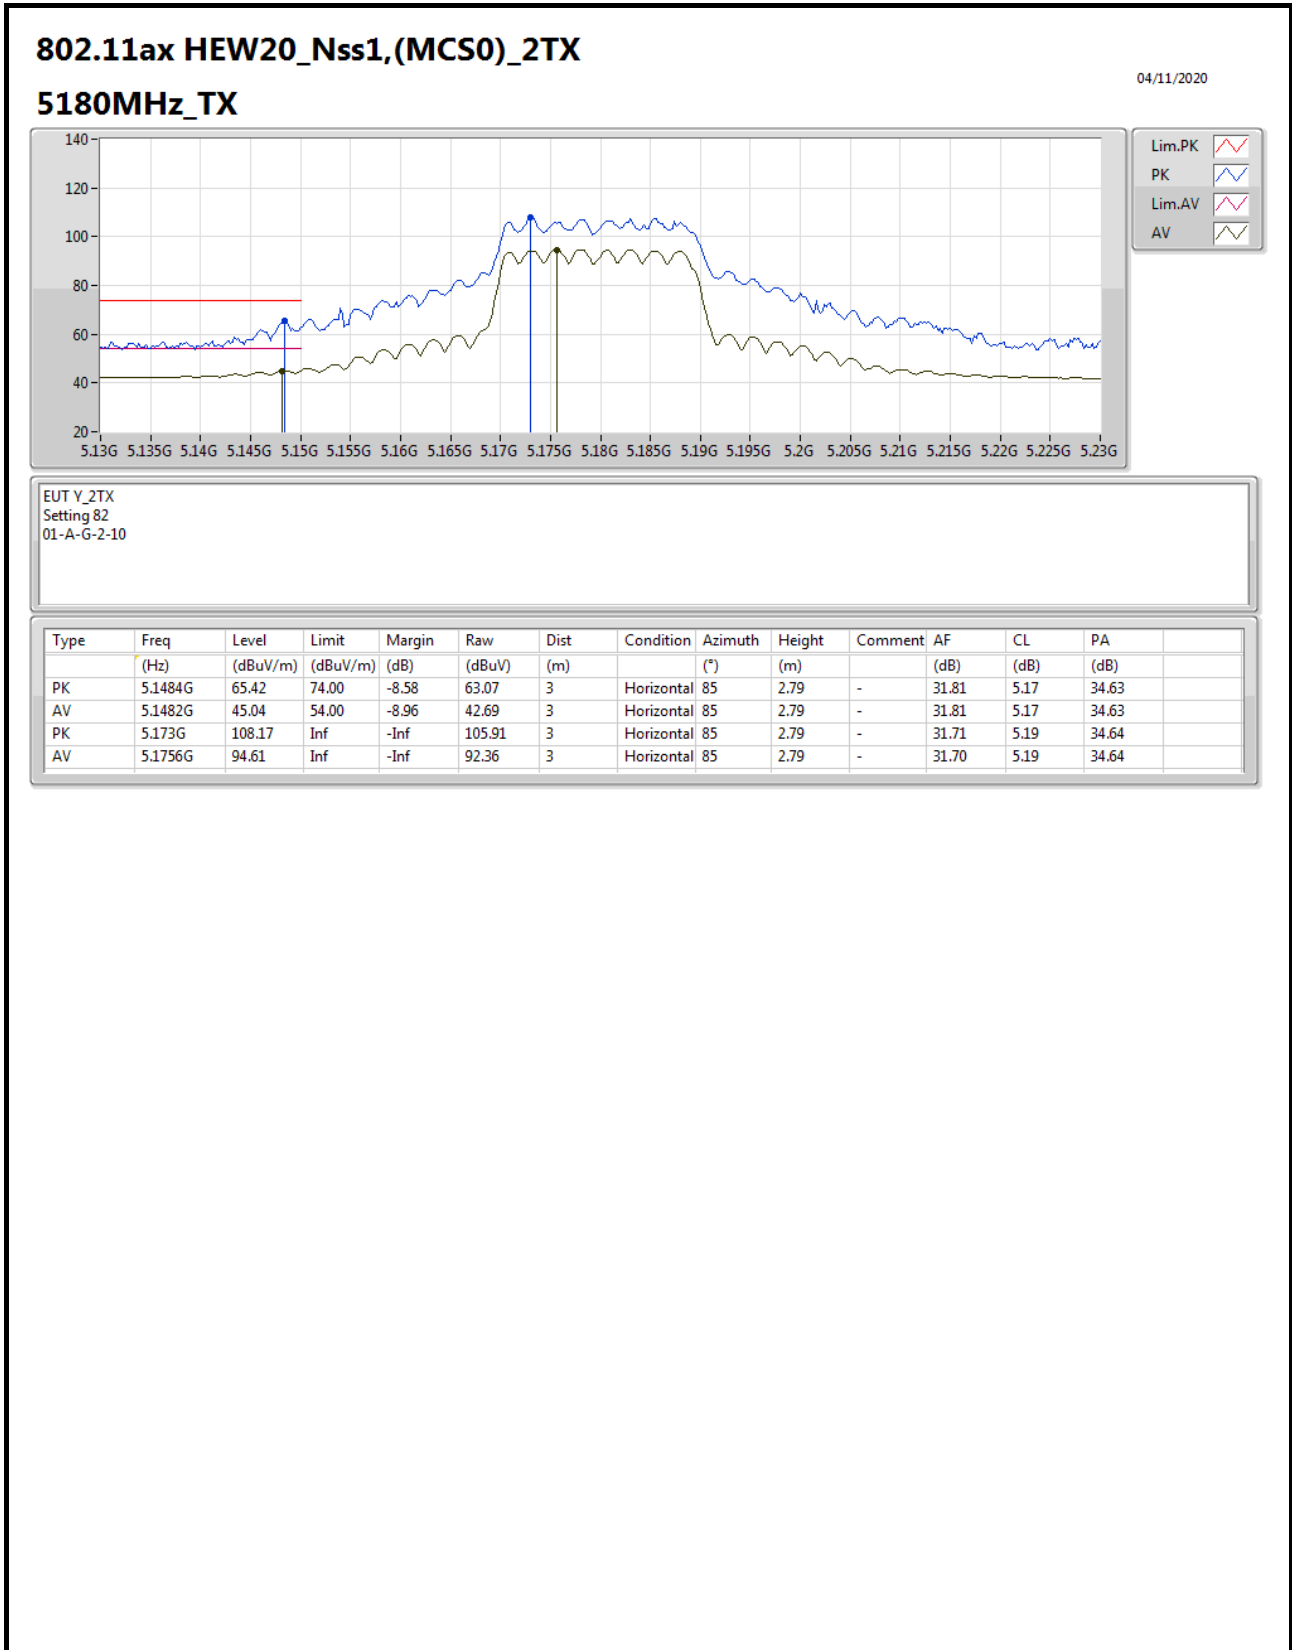 802.11ax HEW20_Nss1,(MCS0)_2TX
04/11/2020
5180MHz_TX
140
120
100
80
60
40
20
5.13G 5.135G 5.14G 5.145G 5.15G 5.155G 5.16G 5.165G 5.17G 5.175G 5.18G 5.185G 5.19G 5.195G 5.2G 5.205G 5.21G 5.215G 5.22G 5.225G 5.23G
Lim.PK
PK
Lim.AV
AV
EUT Y_2TX
Setting 82
01-A-G-2-10
Type Freq Level Limit Margin Raw Dist Condition Azimuth Height Comment AF CL PA
(Hz) (dBuV/m) (dBuV/m) (dB) (dBuV) (m) (°) (m) (dB) (dB) (dB)
PK 5.1484G 65.42 74.00 -8.58 63.07 3 Horizontal 85 2.79 - 31.81 5.17 34.63
AV 5.1482G 45.04 54.00 -8.96 42.69 3 Horizontal 85 2.79 - 31.81 5.17 34.63
PK 5.173G 108.17 Inf -Inf 105.91 3 Horizontal 85 2.79 - 31.71 5.19 34.64
AV 5.1756G 94.61 Inf -Inf 92.36 3 Horizontal 85 2.79 - 31.70 5.19 34.64